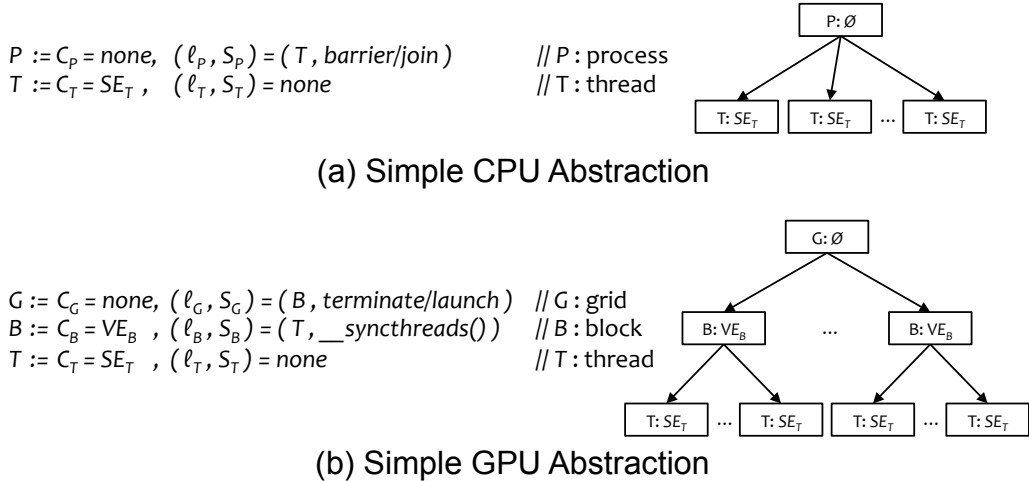 P: Ø
P := C_P = none, (ℓ_P , S_P) = ( T , barrier/join ) // P : process
T := C_T = SE_T , (ℓ_T , S_T) = none // T : thread
T: SE_T T: SE_T ... T: SE_T
(a) Simple CPU Abstraction
G: Ø
G := C_G = none, (ℓ_G , S_G) = ( B , terminate/launch ) // G : grid
B := C_B = VE_B , (ℓ_B , S_B) = ( T , __syncthreads() ) // B : block
B: VE_B ... B: VE_B
T := C_T = SE_T , (ℓ_T , S_T) = none // T : thread
T: SE_T ... T: SE_T T: SE_T ... T: SE_T
(b) Simple GPU Abstraction